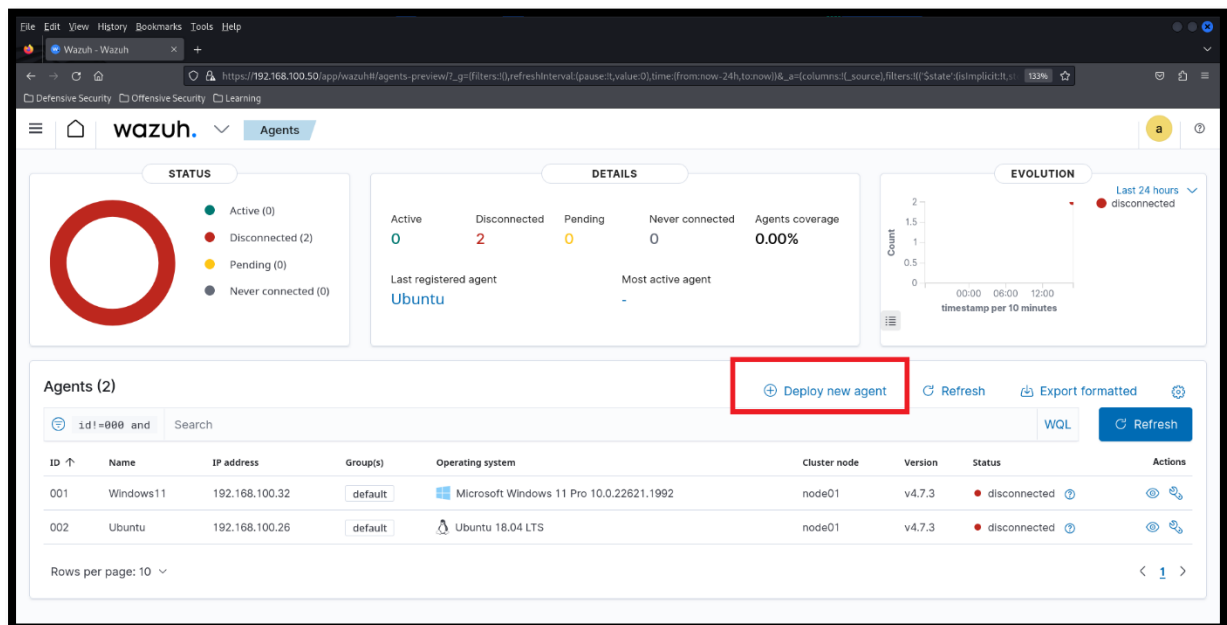 File Edit View History Bookmarks Tools Help
Wazuh - Wazuh × +
https://192.168.100.50/app/wazuh#/agents-preview/?_g=(filters:!(),refreshInterval:(pause:!t,value:0),time:(from:now-24h,to:now))&_a=(columns:!(_source),filters:!(('$state':(isImplicit:!t,st 133%
Defensive Security Offensive Security Learning
wazuh. Agents a
STATUS
Active (0)
Disconnected (2)
Pending (0)
Never connected (0)
DETAILS
Active Disconnected Pending Never connected Agents coverage
0 2 0 0 0.00%
Last registered agent Most active agent
Ubuntu -
EVOLUTION
Last 24 hours
disconnected
2
1.5
1
0.5
0
Count
00:00 06:00 12:00
timestamp per 10 minutes
Agents (2) Deploy new agent Refresh Export formatted
id!=000 and Search WQL Refresh
ID ↑ Name IP address Group(s) Operating system Cluster node Version Status Actions
001 Windows11 192.168.100.32 default Microsoft Windows 11 Pro 10.0.22621.1992 node01 v4.7.3 disconnected
002 Ubuntu 192.168.100.26 default Ubuntu 18.04 LTS node01 v4.7.3 disconnected
Rows per page: 10 < 1 >